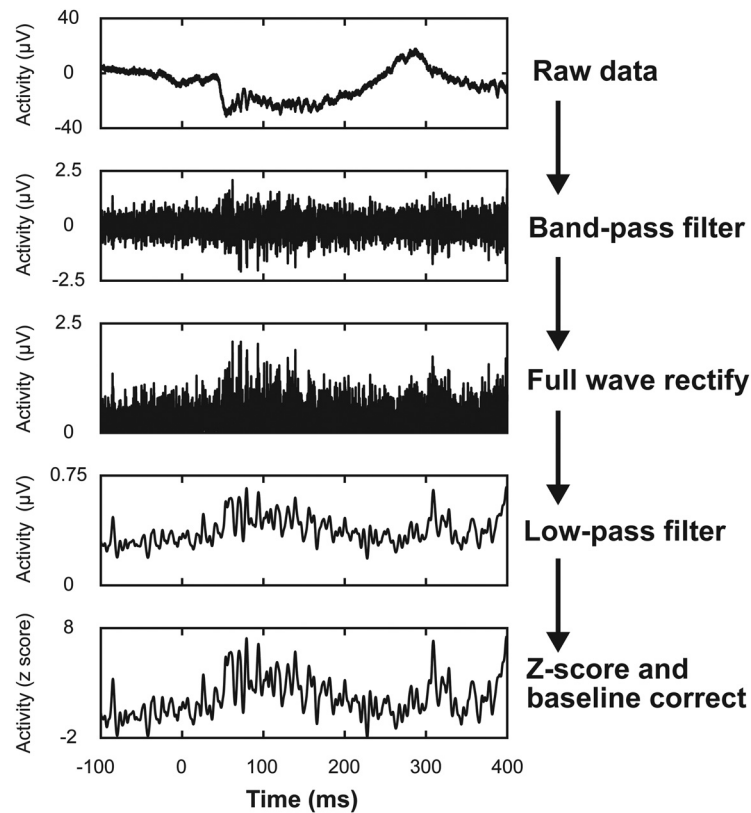 40
0
-40
Activity (µV)
Raw data
2.5
0
-2.5
Activity (µV)
Band-pass filter
2.5
0
Activity (µV)
Full wave rectify
0.75
0
Activity (µV)
Low-pass filter
8
-2
Activity (z score)
Z-score and
baseline correct
-100 0 100 200 300 400
Time (ms)